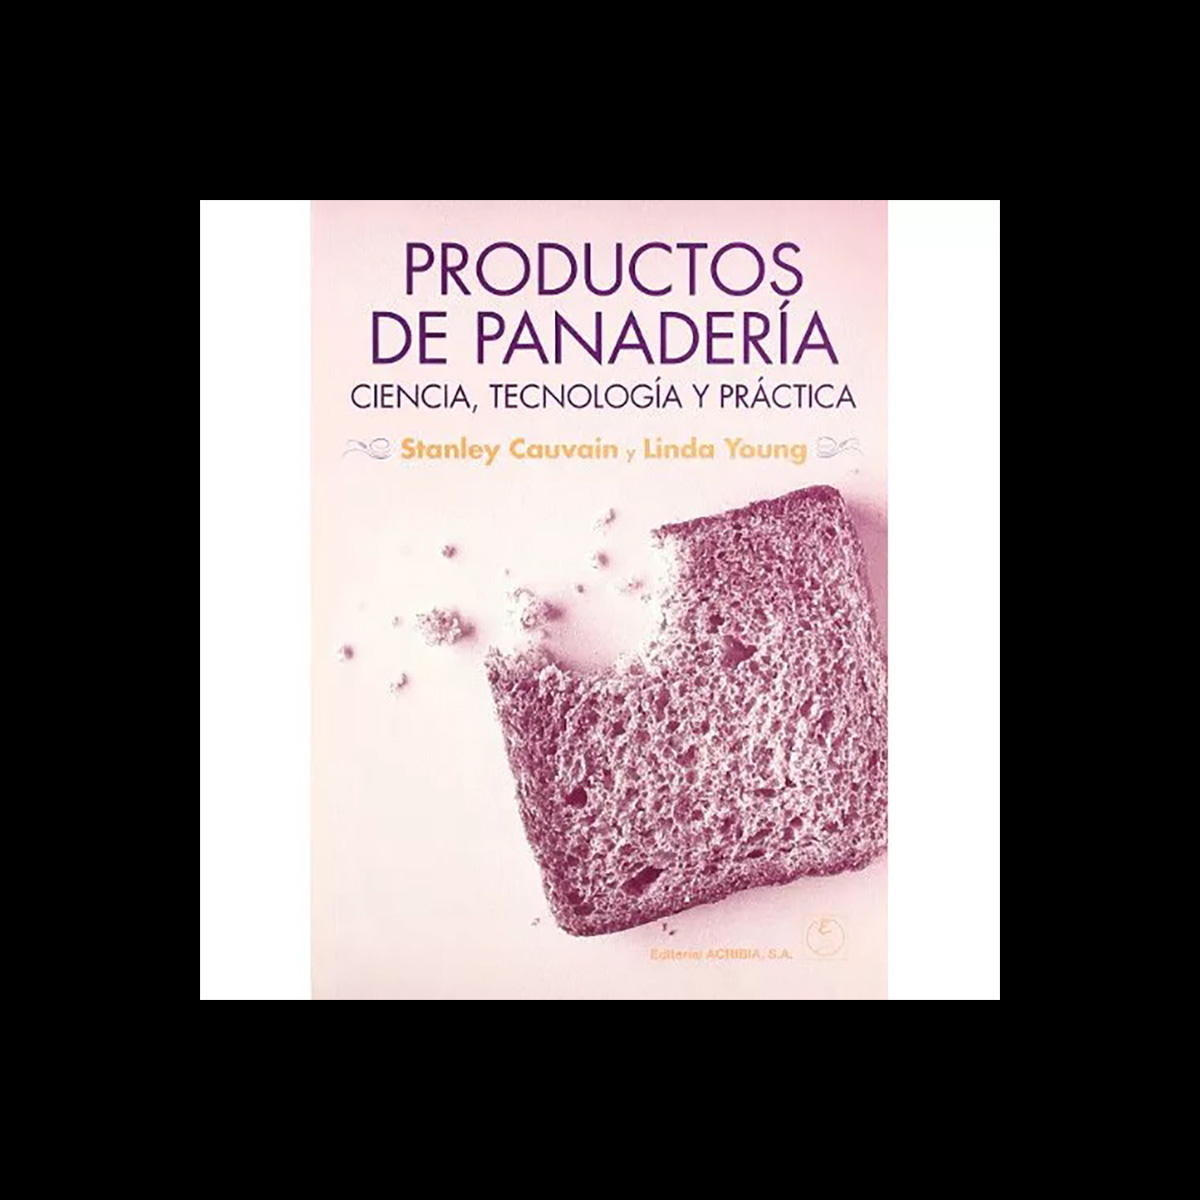 PRODUCTOS
DE PANADERÍA
CIENCIA, TECNOLOGÍA Y PRÁCTICA
Stanley Cauvain y Linda Young
Editorial ACRIBIA, S.A.